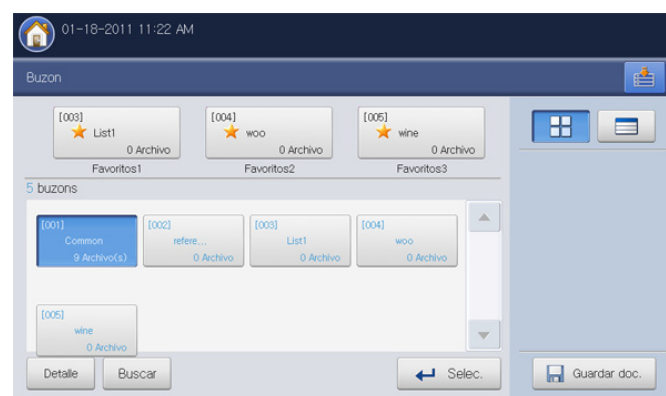 01-18-2011 11:22 AM
Buzon
[003] [004] [005]
List1 woo wine
0 Archivo 0 Archivo 0 Archivo
Favoritos1 Favoritos2 Favoritos3
5 buzons
[001] [002] [003] [004]
Common refere... List1 woo
9 Archivo(s) 0 Archivo 0 Archivo 0 Archivo
[005]
wine
0 Archivo
Detalle Buscar Selec. Guardar doc.